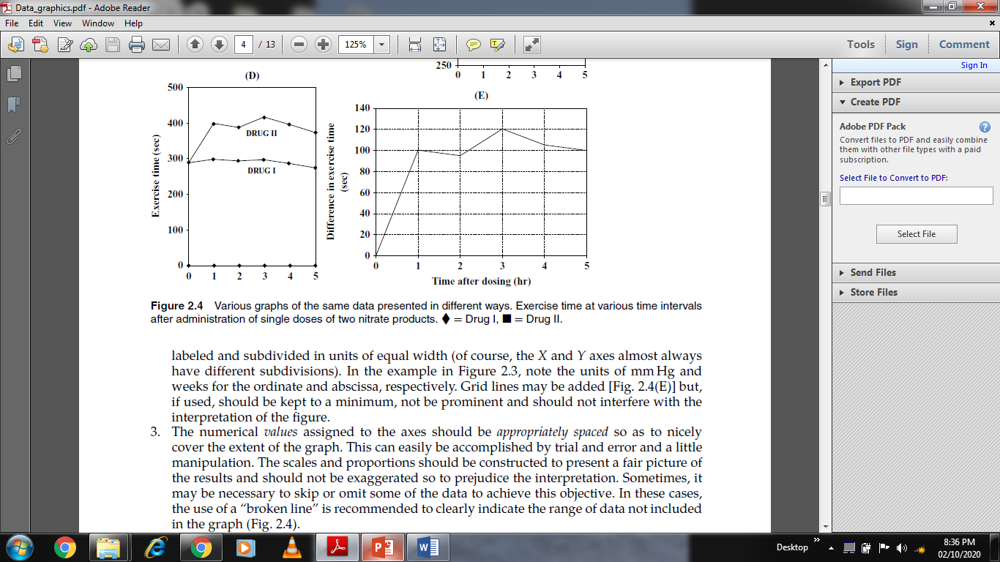 Data_graphics.pdf - Adobe Reader
File Edit View Window Help
4 / 13
125%
Tools Sign Comment
Sign In
Export PDF
Create PDF
Adobe PDF Pack
Convert files to PDF and easily combine
them with other file types with a paid
subscription.
Select File to Convert to PDF:
Select File
Send Files
Store Files
250
0 1 2 3 4 5
(D)
500
400
300
200
100
0
0 1 2 3 4 5
Exercise time (sec)
DRUG II
DRUG I
(E)
140
120
100
80
60
40
20
0
0 1 2 3 4 5
Difference in exercise time
(sec)
Time after dosing (hr)
Figure 2.4 Various graphs of the same data presented in different ways. Exercise time at various time intervals
after administration of single doses of two nitrate products. ♦ = Drug I, ■ = Drug II.
labeled and subdivided in units of equal width (of course, the X and Y axes almost always
have different subdivisions). In the example in Figure 2.3, note the units of mm Hg and
weeks for the ordinate and abscissa, respectively. Grid lines may be added [Fig. 2.4(E)] but,
if used, should be kept to a minimum, not be prominent and should not interfere with the
interpretation of the figure.
3. The numerical values assigned to the axes should be appropriately spaced so as to nicely
cover the extent of the graph. This can easily be accomplished by trial and error and a little
manipulation. The scales and proportions should be constructed to present a fair picture of
the results and should not be exaggerated so to prejudice the interpretation. Sometimes, it
may be necessary to skip or omit some of the data to achieve this objective. In these cases,
the use of a “broken line” is recommended to clearly indicate the range of data not included
in the graph (Fig. 2.4).
Desktop
8:36 PM
02/10/2020